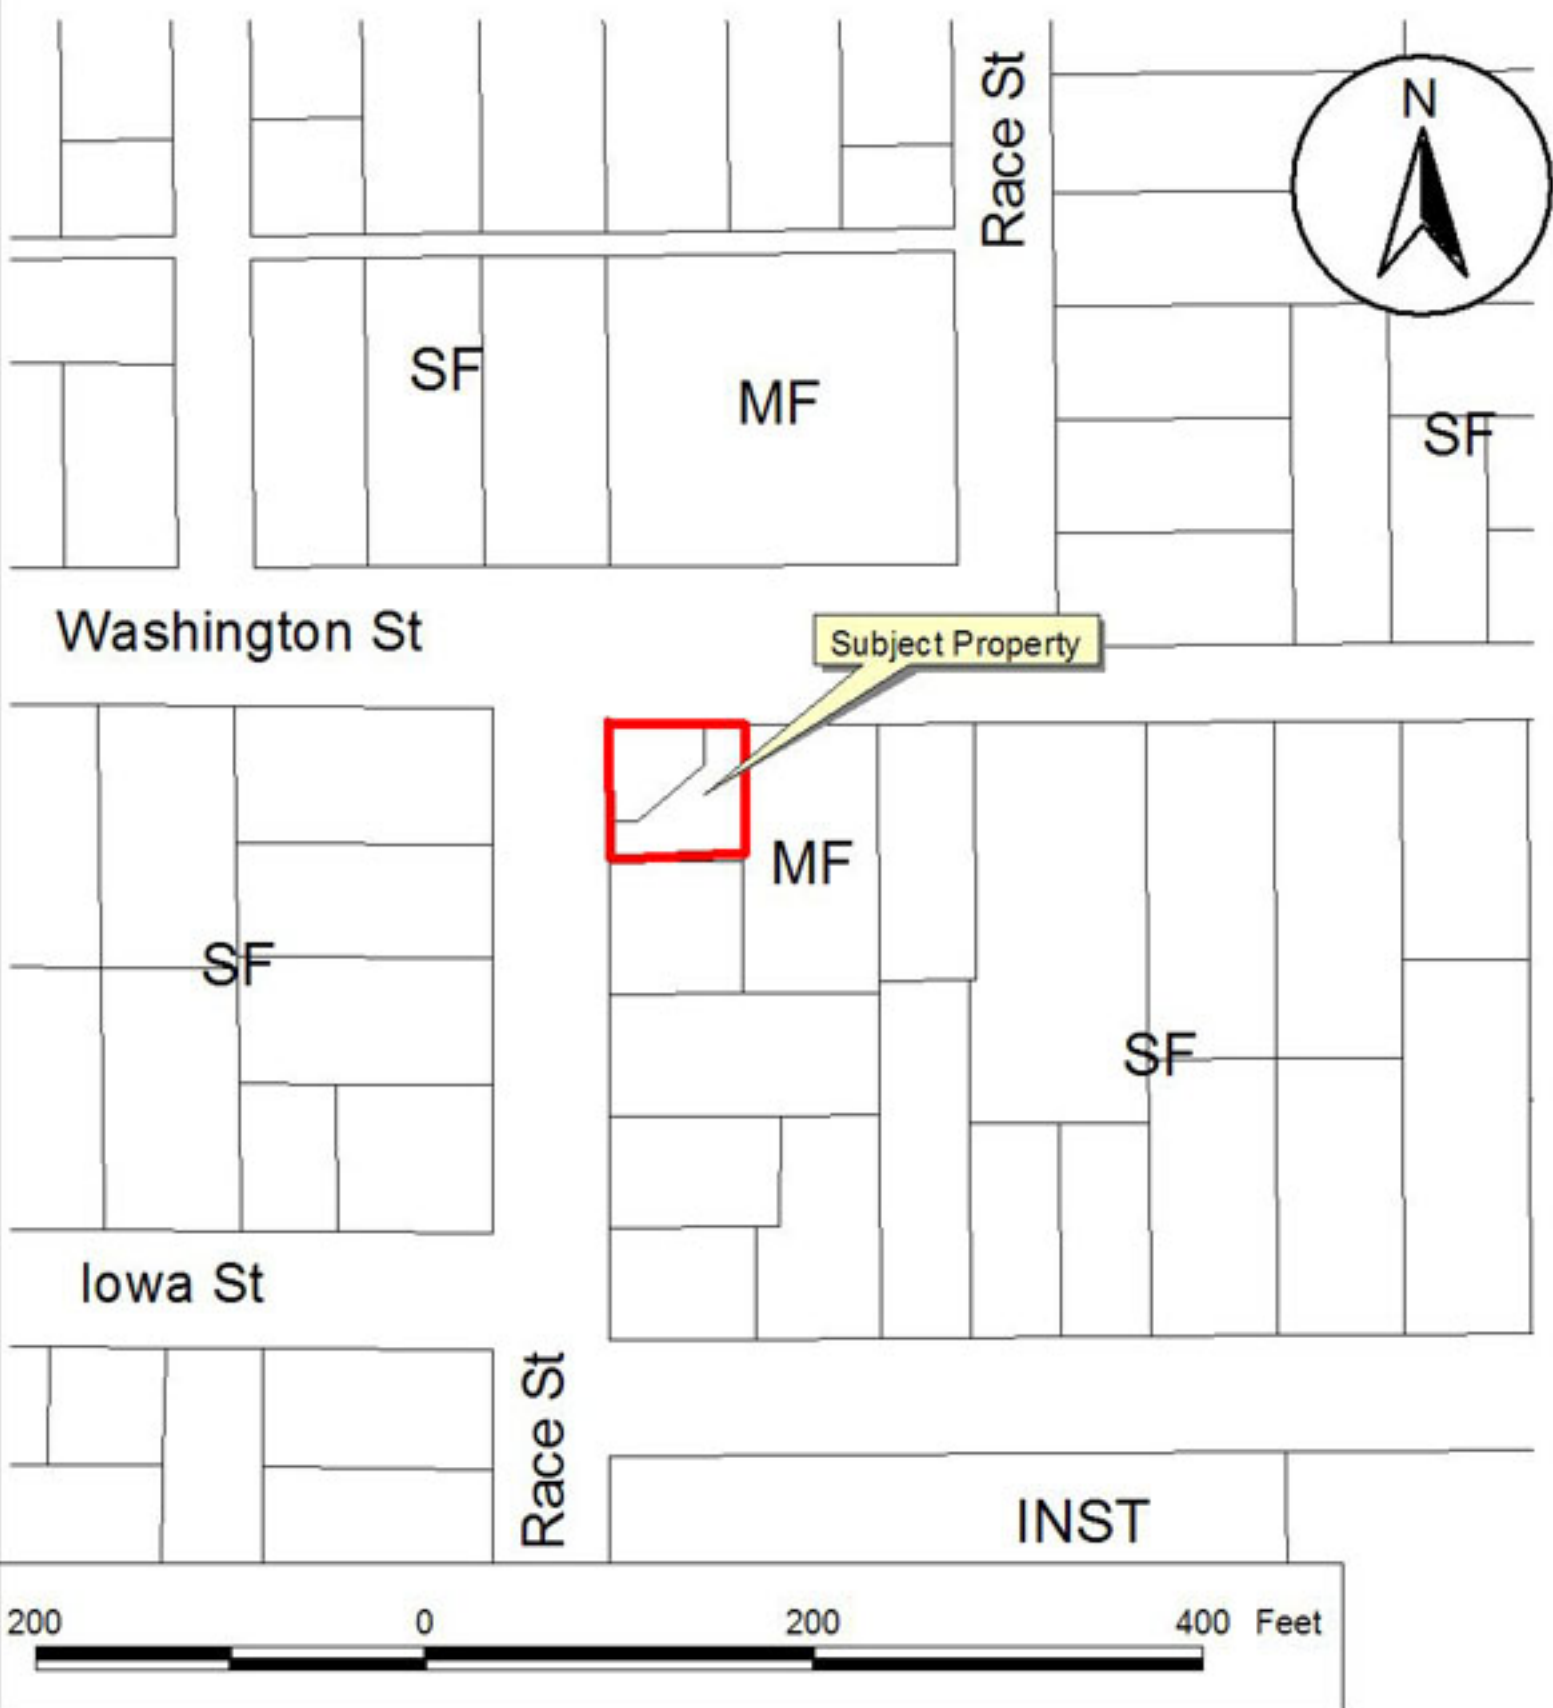 Race St
N
SF
MF
SF
Washington St
Subject Property
MF
SF
SF
Iowa St
Race St
INST
200 0 200 400 Feet